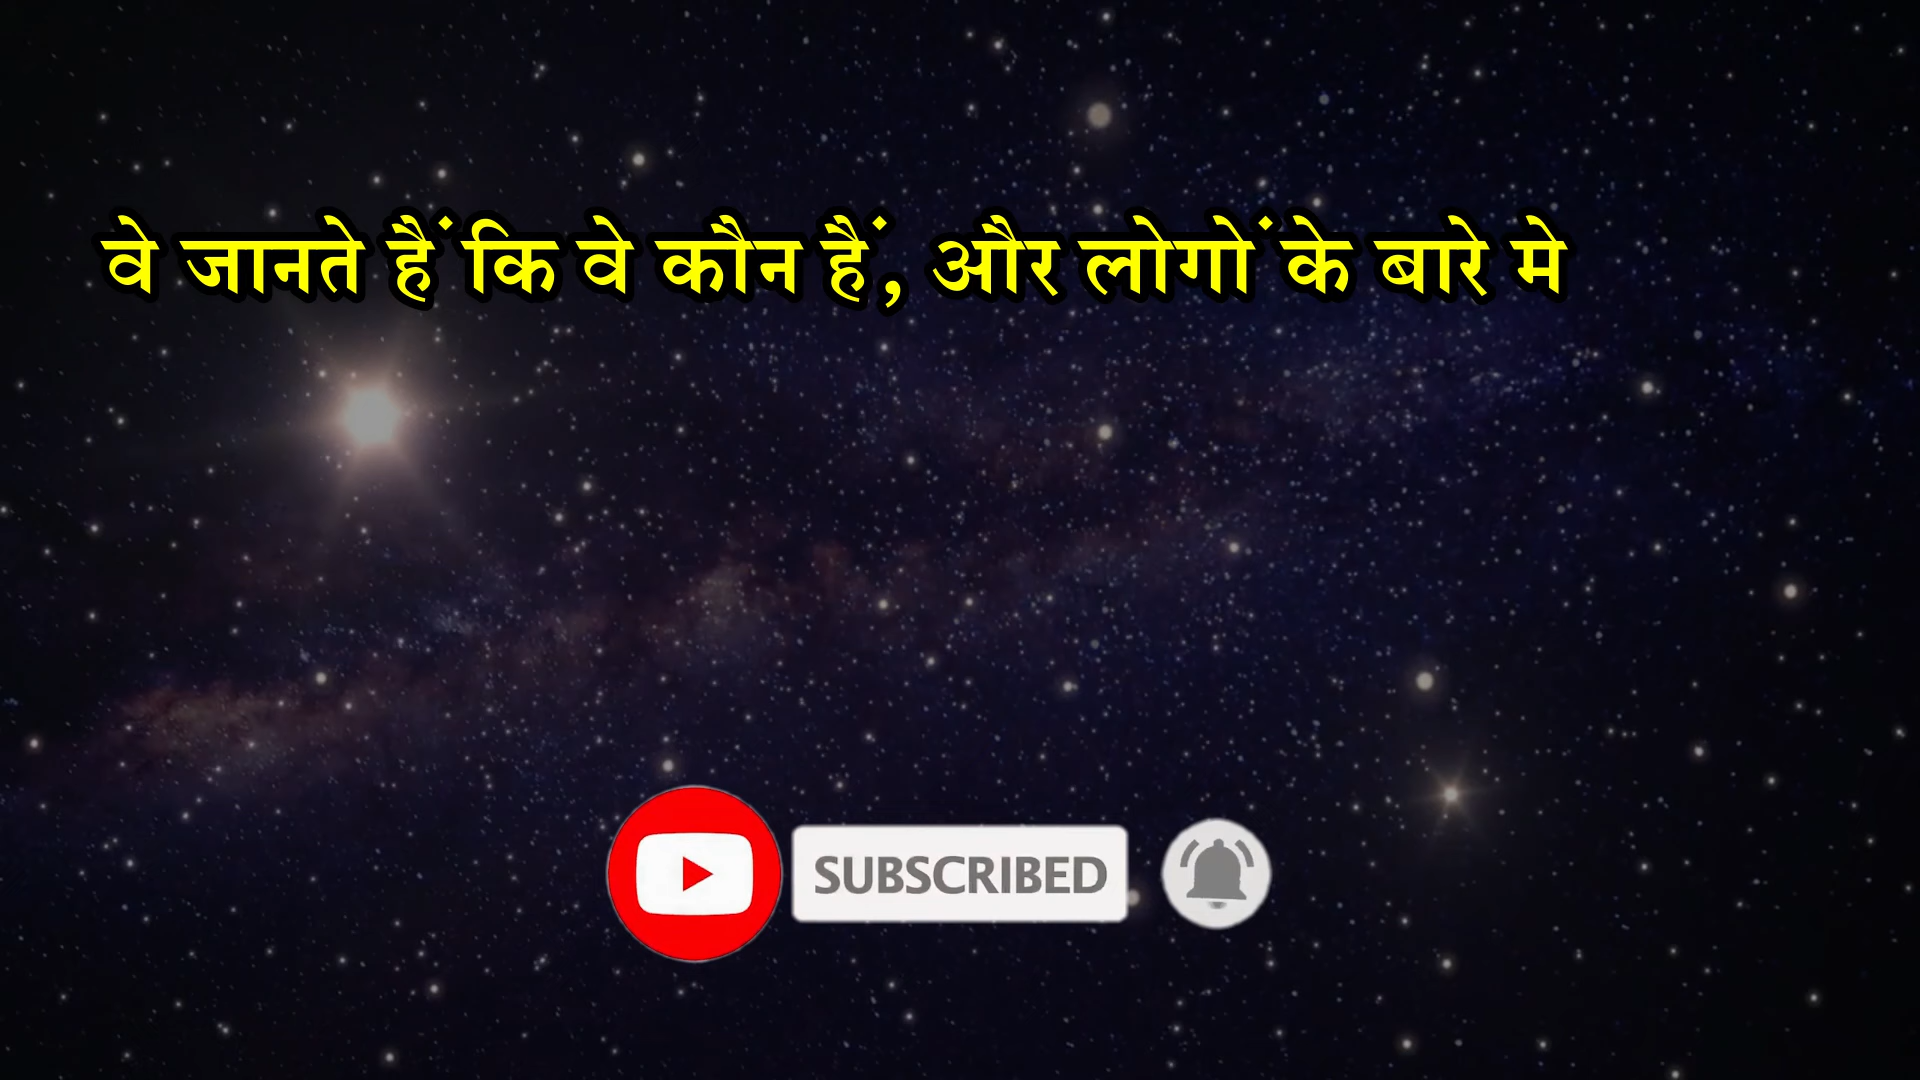 वे जानते हैं कि वे कौन हैं, और लोगों के बारे मे
SUBSCRIBED